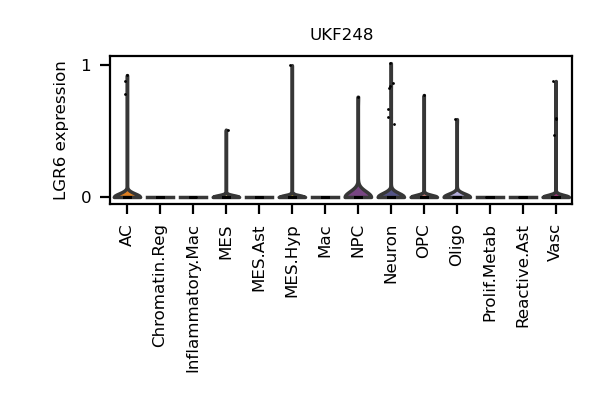 UKF248
LGR6 expression
1
0
AC
Chromatin.Reg
Inflammatory.Mac
MES
MES.Ast
MES.Hyp
Mac
NPC
Neuron
OPC
Oligo
Prolif.Metab
Reactive.Ast
Vasc